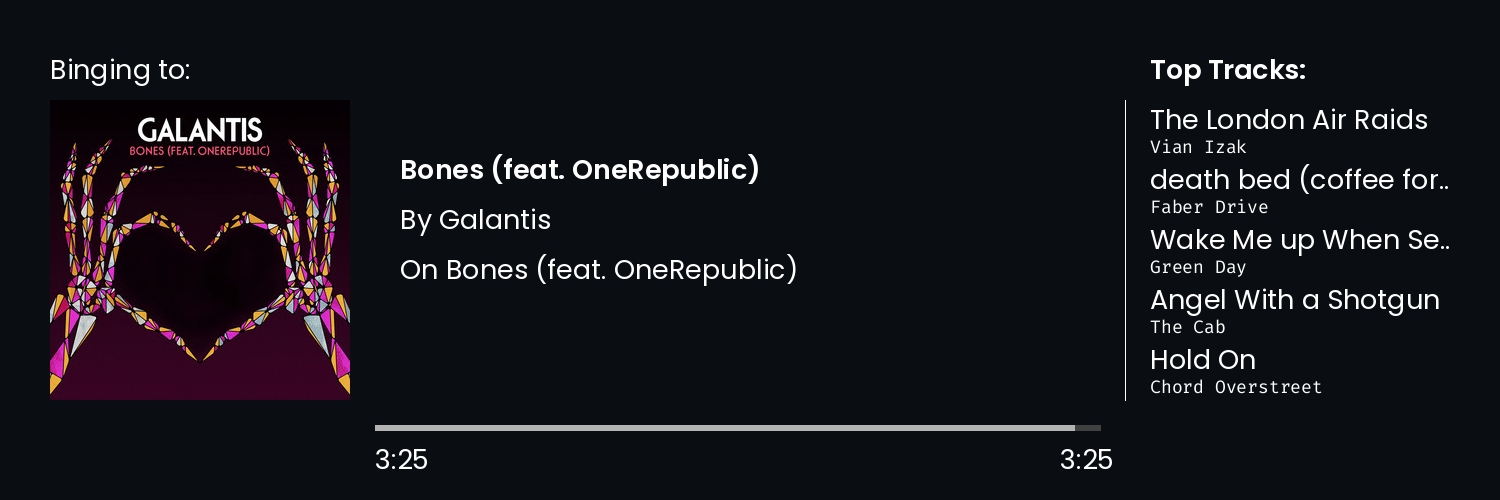 Binging to:
GALANTIS
BONES (FEAT. ONEREPUBLIC)
Bones (feat. OneRepublic)
By Galantis
On Bones (feat. OneRepublic)
3:25
3:25
Top Tracks:
The London Air Raids
Vian Izak
death bed (coffee for..
Faber Drive
Wake Me up When Se..
Green Day
Angel With a Shotgun
The Cab
Hold On
Chord Overstreet